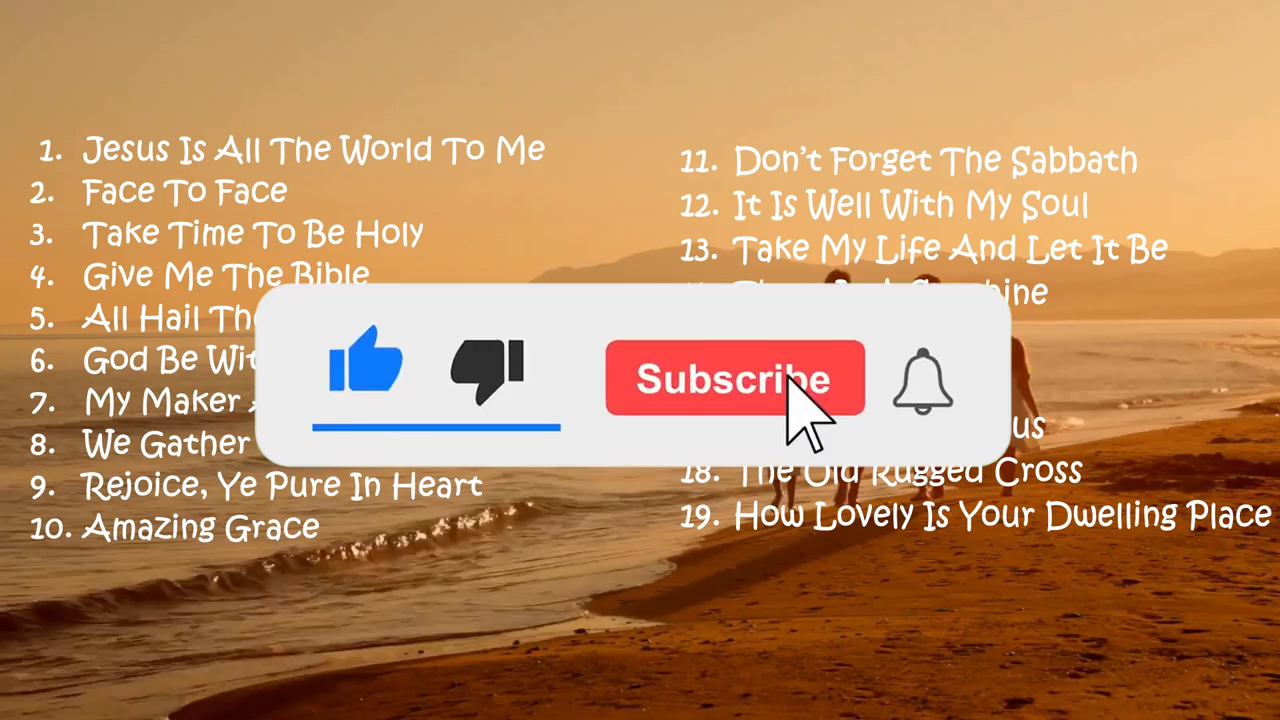 1. Jesus Is All The World To Me
2. Face To Face
3. Take Time To Be Holy
4. Give Me The Bible
5. All Hail
6. God Be
7. My Maker
8. We Gather
9. Rejoice, Ye Pure In Heart
10. Amazing Grace
11. Don't Forget The Sabbath
12. It Is Well With My Soul
13. Take My Life And Let It Be
18. The Old Rugged Cross
19. How Lovely Is Your Dwelling Place
Subscribe